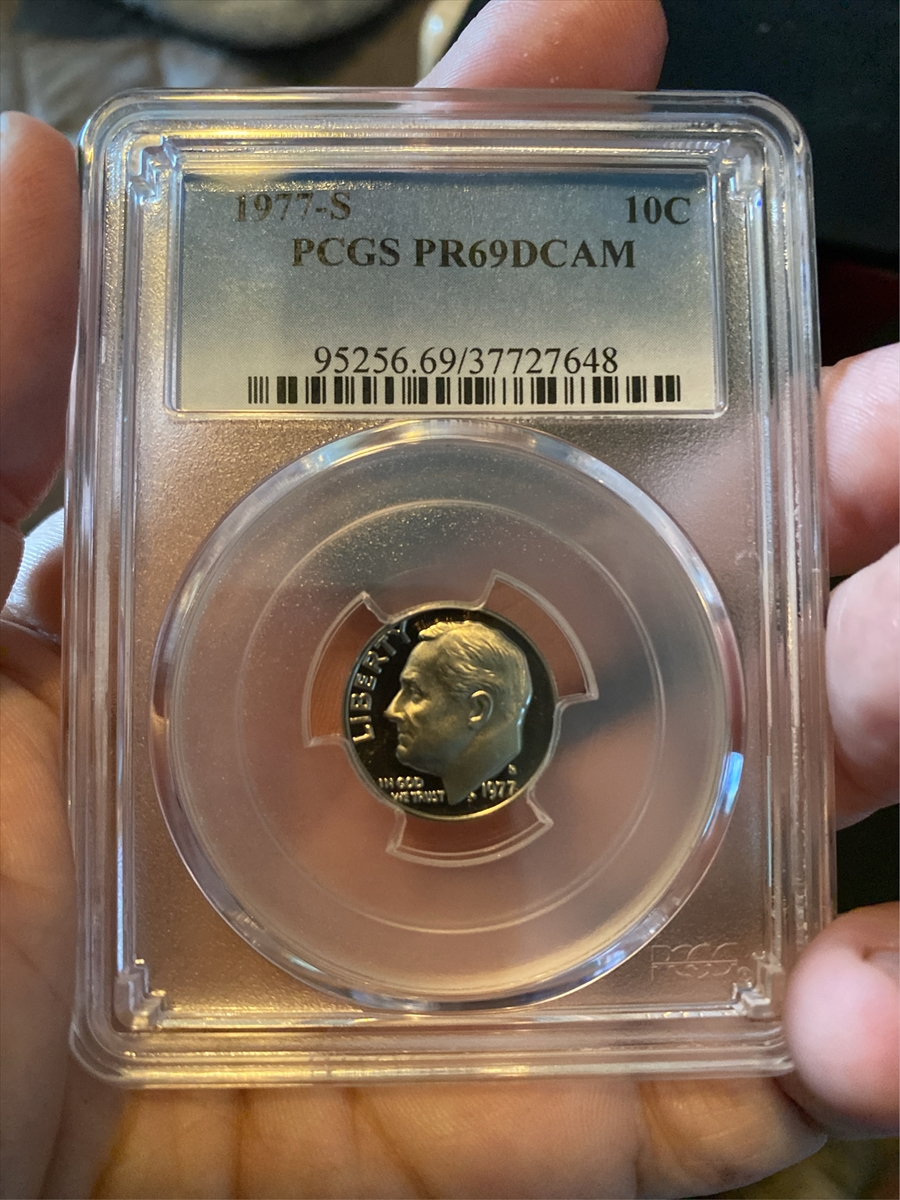 1977-S 10C
PCGS PR69DCAM
95256.69/37727648
LIBERTY
IN GOD
WE TRUST
S
1977
PCGS